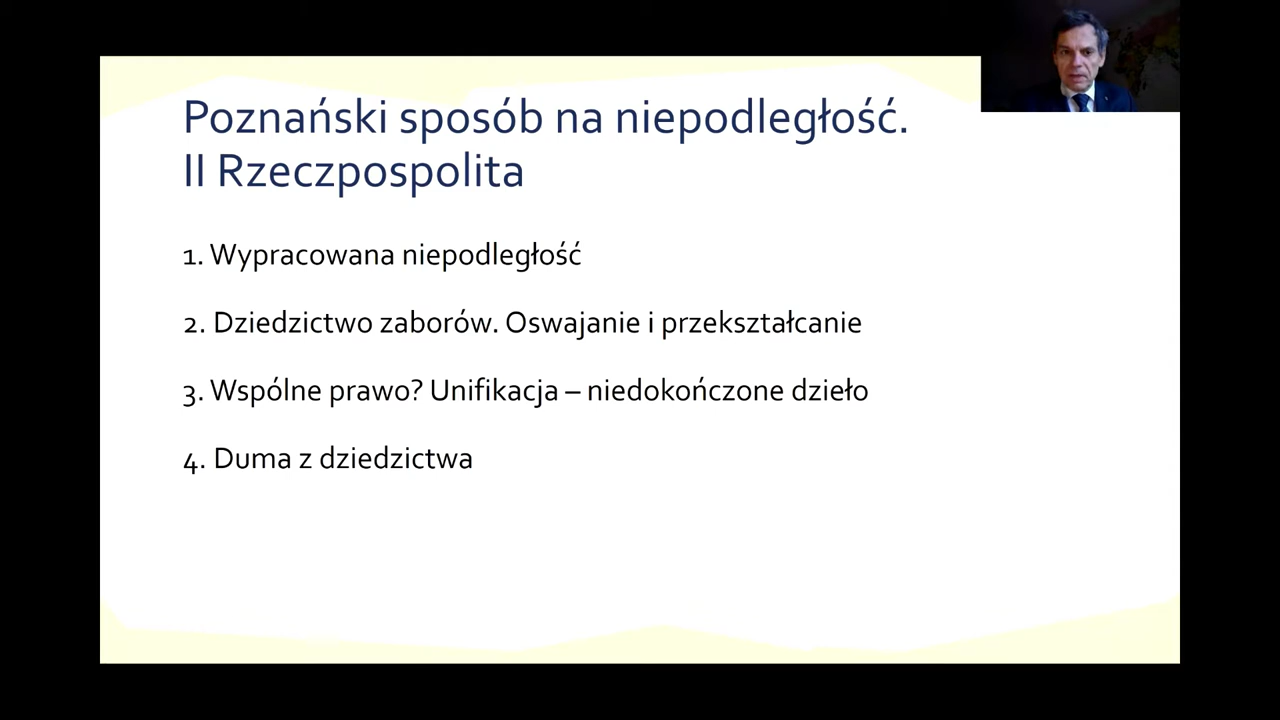 Poznański sposób na niepodległość.
II Rzeczpospolita
1. Wypracowana niepodległość
2. Dziedzictwo zaborów. Oswajanie i przekształcanie
3. Wspólne prawo? Unifikacja – niedokończone dzieło
4. Duma z dziedzictwa